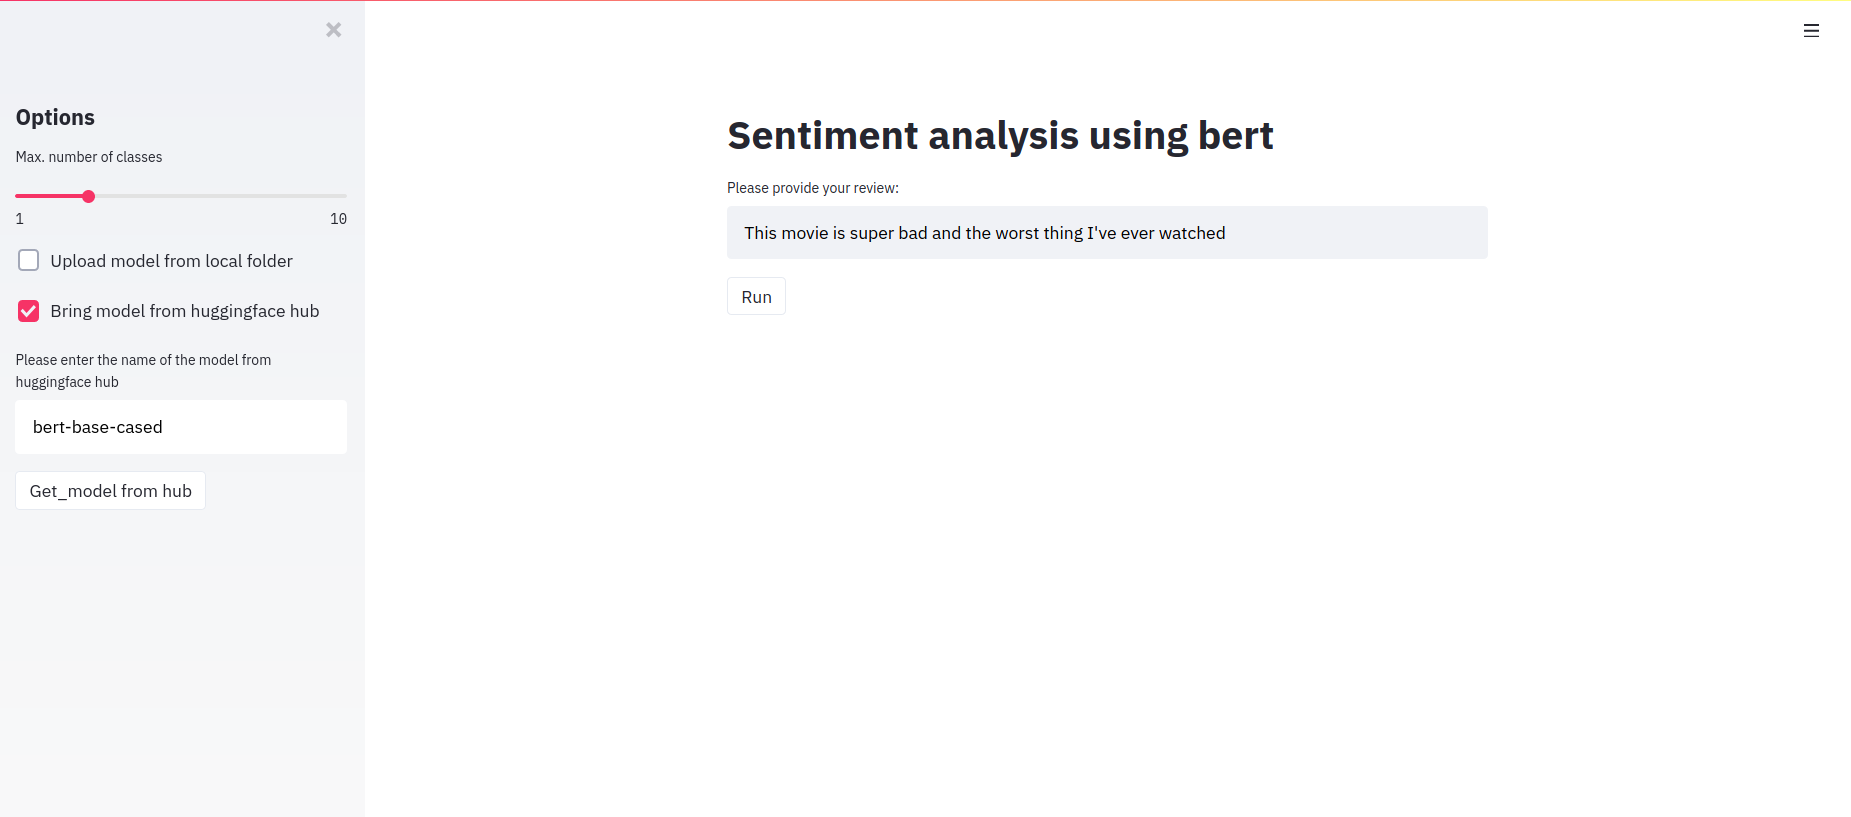 Options
Max. number of classes
1 10
Upload model from local folder
Bring model from huggingface hub
Please enter the name of the model from
huggingface hub
bert-base-cased
Get_model from hub
Sentiment analysis using bert
Please provide your review:
This movie is super bad and the worst thing I've ever watched
Run